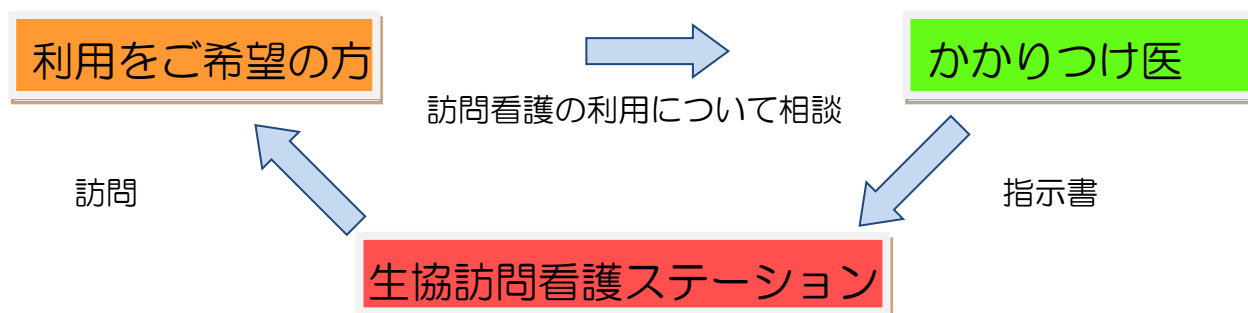 利用をご希望の方
かかりつけ医
訪問看護の利用について相談
訪問
指示書
生協訪問看護ステーション